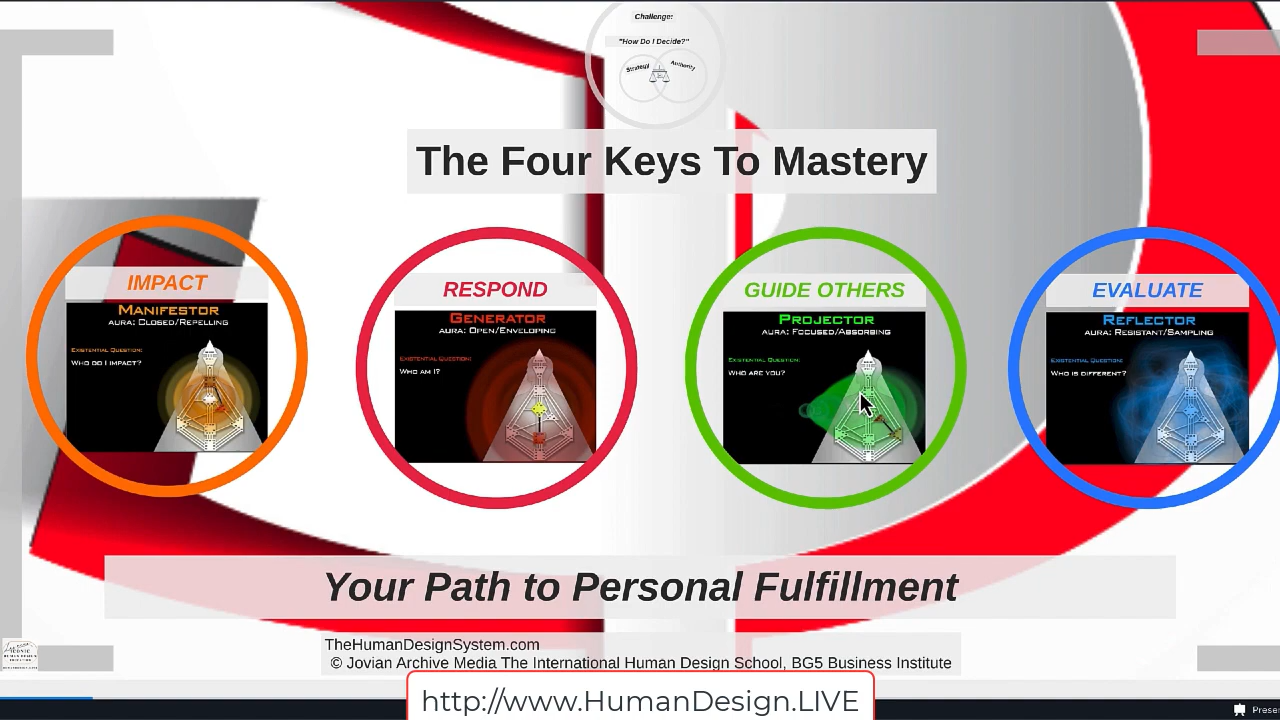 Challenge:
"How Do I Decide?"
Strategy
Authority
The Four Keys To Mastery
IMPACT
MANIFESTOR
AURA: CLOSED/REPELLING
EXISTENTIAL QUESTION:
WHO DO I IMPACT?
RESPOND
GENERATOR
AURA: OPEN/ENVELOPING
EXISTENTIAL QUESTION:
WHO AM I?
GUIDE OTHERS
PROJECTOR
AURA: FOCUSED/ABSORBING
EXISTENTIAL QUESTION:
WHO ARE YOU?
EVALUATE
REFLECTOR
AURA: RESISTANT/SAMPLING
EXISTENTIAL QUESTION:
WHO IS DIFFERENT?
Your Path to Personal Fulfillment
TheHumanDesignSystem.com
© Jovian Archive Media The International Human Design School, BG5 Business Institute
http://www.HumanDesign.LIVE
Presen